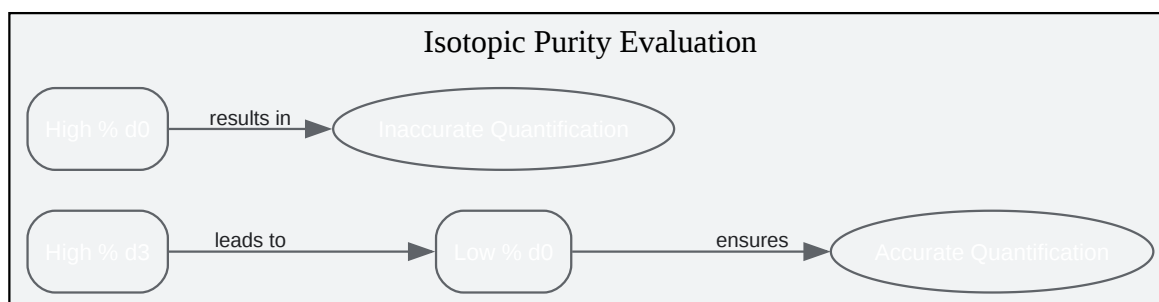 Isotopic Purity Evaluation
High % d0
results in
Inaccurate Quantification
High % d3
leads to
Low % d0
ensures
Accurate Quantification